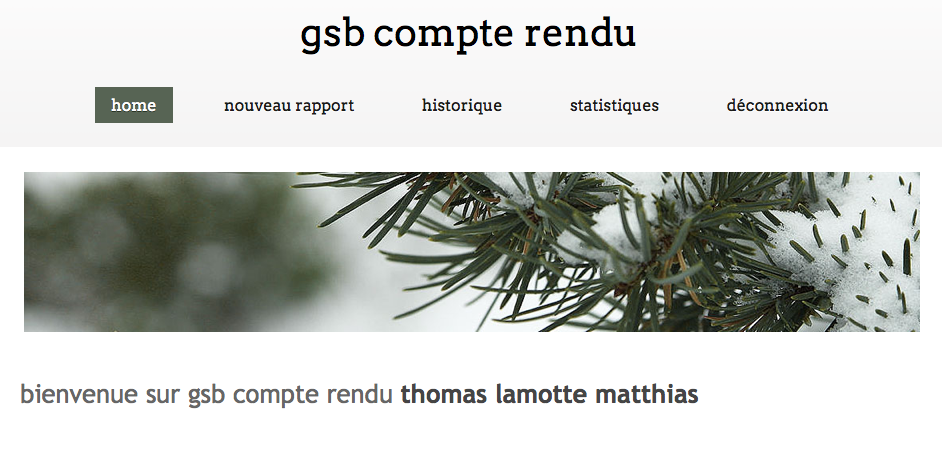 gsb compte rendu
home nouveau rapport historique statistiques déconnexion
bienvenue sur gsb compte rendu thomas lamotte matthias